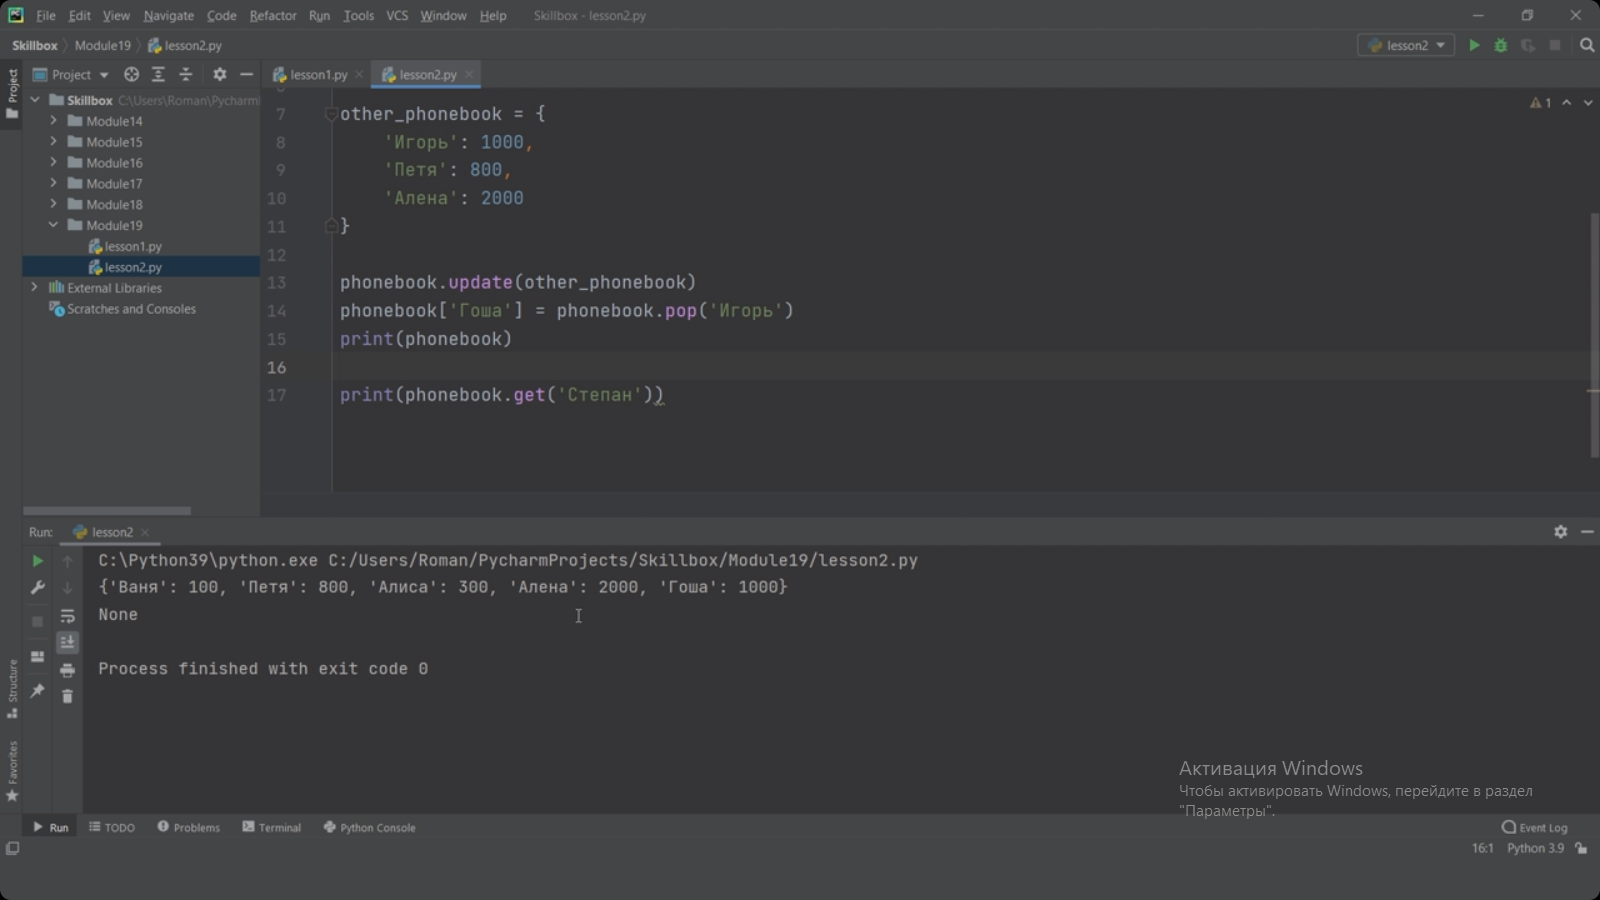 File Edit View Navigate Code Refactor Run Tools VCS Window Help Skillbox - lesson2.py
Skillbox Module19 lesson2.py lesson2
Project
Project lesson1.py lesson2.py
Skillbox C:\Users\Roman\Pycharm
Module14
Module15
Module16
Module17
Module18
Module19
lesson1.py
lesson2.py
External Libraries
Scratches and Consoles
1
7 other_phonebook = {
8 'Игорь': 1000,
9 'Петя': 800,
10 'Алена': 2000
11 }
12
13 phonebook.update(other_phonebook)
14 phonebook['Гоша'] = phonebook.pop('Игорь')
15 print(phonebook)
16
17 print(phonebook.get('Степан'))
Run: lesson2
C:\Python39\python.exe C:/Users/Roman/PycharmProjects/Skillbox/Module19/lesson2.py
{'Ваня': 100, 'Петя': 800, 'Алиса': 300, 'Алена': 2000, 'Гоша': 1000}
None
Process finished with exit code 0
Structure
Favorites
Активация Windows
Чтобы активировать Windows, перейдите в раздел
"Параметры".
Run TODO Problems Terminal Python Console Event Log
16:1 Python 3.9